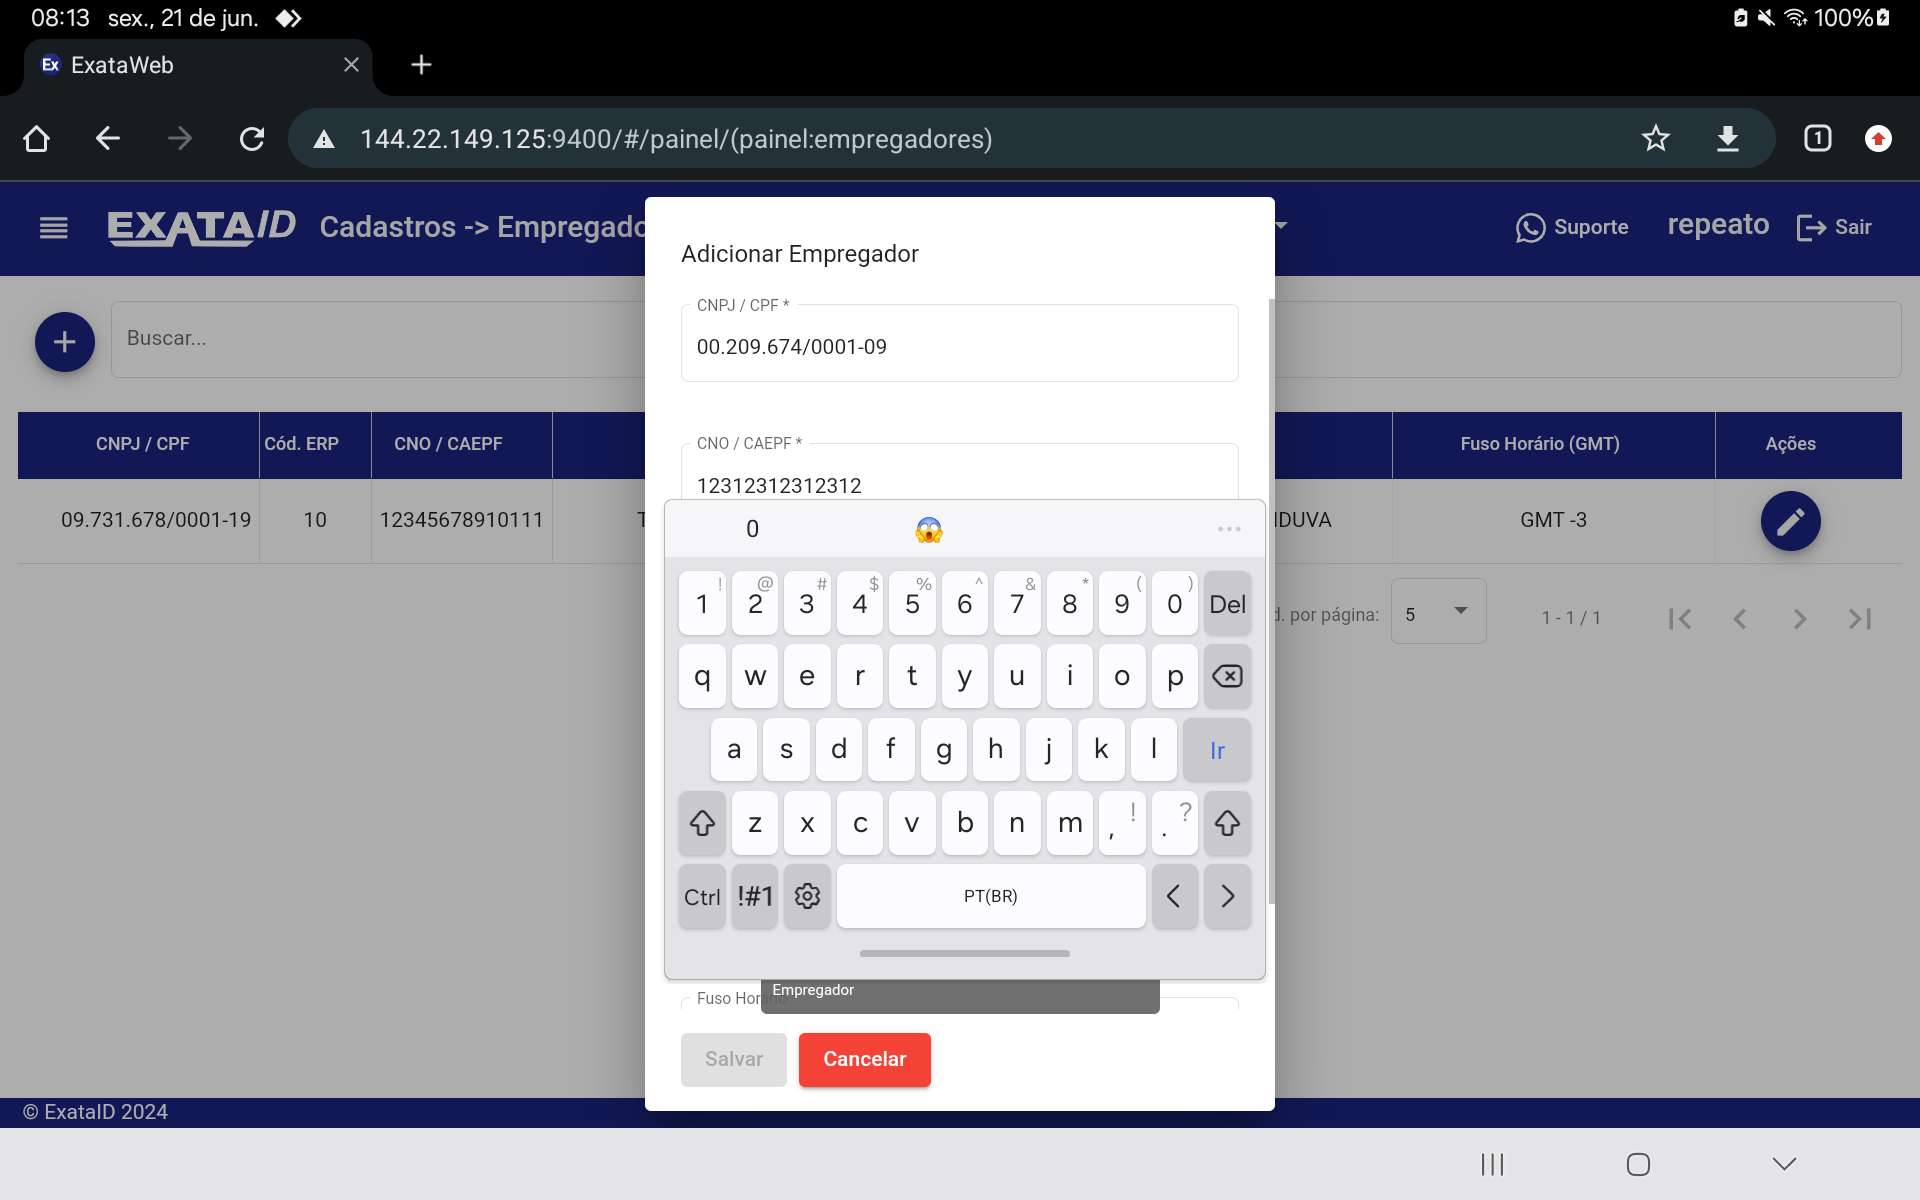 08:13 sex., 21 de jun. 100%
Ex ExataWeb
144.22.149.125:9400/#/painel/(painel:empregadores) 1
EXATAID Cadastros -> Empregado Suporte repeato Sair
Adicionar Empregador
CNPJ / CPF *
00.209.674/0001-09
Buscar...
CNO / CAEPF *
12312312312312
CNPJ / CPF Cód. ERP CNO / CAEPF Fuso Horário (GMT) Ações
09.731.678/0001-19 10 12345678910111 T IDUVA GMT -3
d. por página: 5 1 - 1 / 1
0 😱 ...
! @ # $ % ^ & * ( )
1 2 3 4 5 6 7 8 9 0 Del
q w e r t y u i o p
a s d f g h j k l Ir
z x c v b n m , ! . ?
Ctrl !#1 PT(BR) < >
Empregador
Fuso Horário
Salvar Cancelar
© ExataID 2024